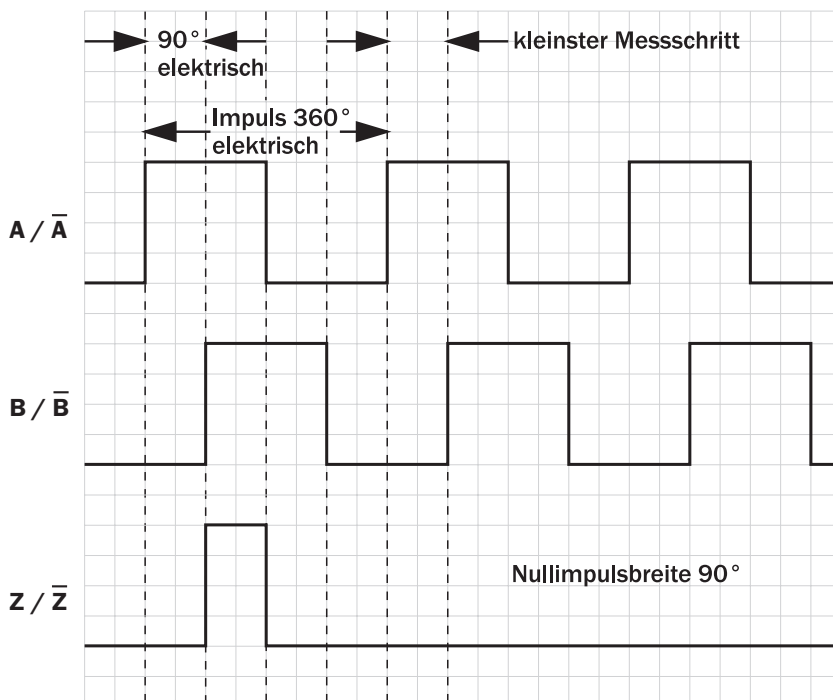 90°
elektrisch
kleinster Messschritt
Impuls 360°
elektrisch
A / A̅
B / B̅
Z / Z̅
Nullimpulsbreite 90°